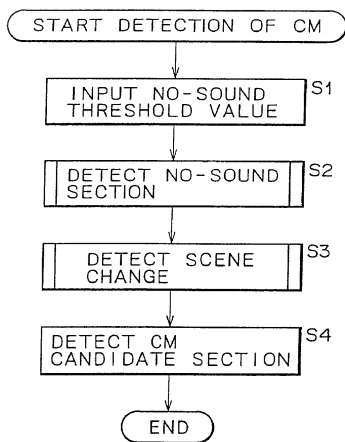 START DETECTION OF CM
S1
INPUT NO-SOUND
THRESHOLD VALUE
S2
DETECT NO-SOUND
SECTION
S3
DETECT SCENE
CHANGE
S4
DETECT CM
CANDIDATE SECTION
END